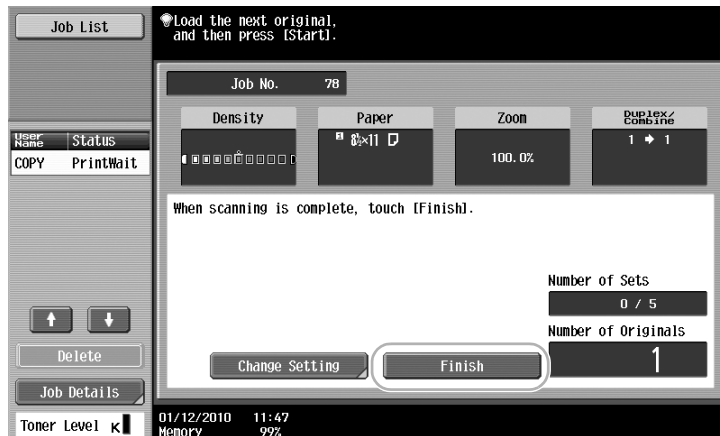 Job List
Load the next original,
and then press [Start].
Job No. 78
Density
Paper
Zoom
Duplex/
Combine
8½×11
100.0%
1 → 1
User
Name
Status
COPY PrintWait
When scanning is complete, touch [Finish].
Number of Sets
0 / 5
Number of Originals
1
Change Setting
Finish
Delete
Job Details
Toner Level K
01/12/2010 11:47
Memory 99%